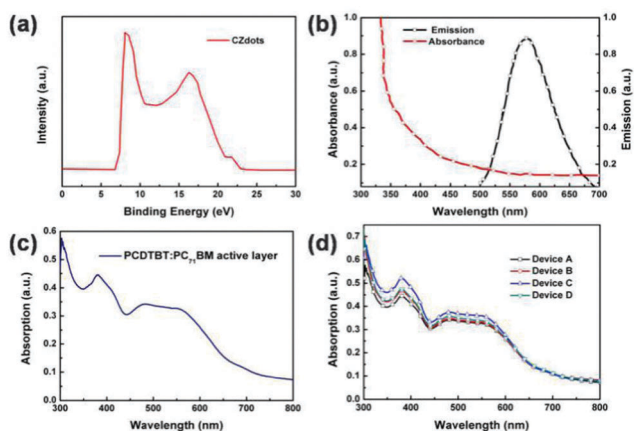 (a)
CZdots
Intensity (a.u.)
0 10 15 20 25 30
Binding Energy (eV)
(b)
Emission
Absorbance
Absorbance (a.u.)
1.0
0.8
0.6
0.4
0.2
1.0
0.8
0.6
0.4
0.2
Emission (a.u.)
300 350 400 450 500 550 600 650 700
Wavelength (nm)
(c)
PCDTBT:PC71BM active layer
Absorption (a.u.)
0.6
0.5
0.4
0.3
0.2
0.1
0.0
300 400 500 600 700 800
Wavelength (nm)
(d)
Device A
Device B
Device C
Device D
Absorption (a.u.)
0.7
0.6
0.5
0.4
0.3
0.2
0.1
0.0
300 400 500 600 700 800
Wavelength (nm)